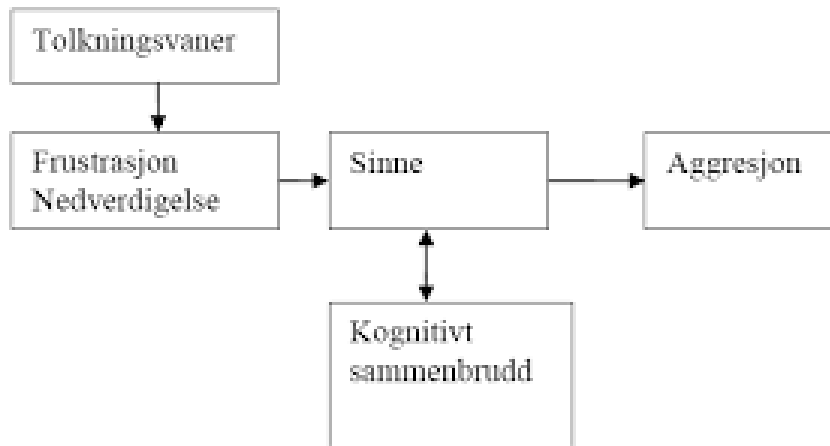 Tolkningsvaner
Frustrasjon
Nedverdigelse
Sinne
Aggresjon
Kognitivt
sammenbrudd